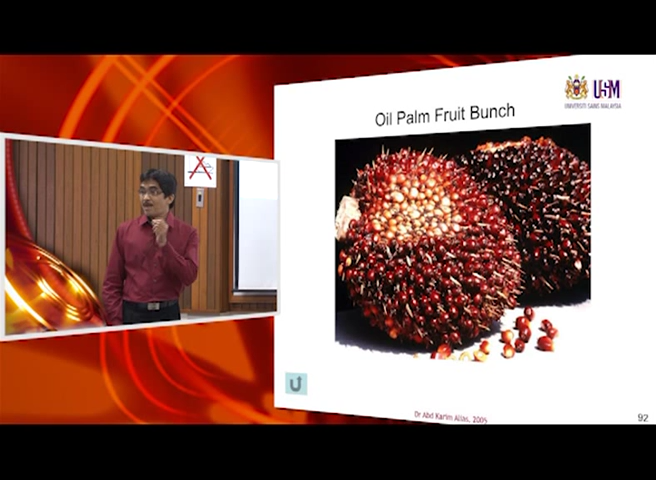 USM
UNIVERSITI SAINS MALAYSIA
Oil Palm Fruit Bunch
Dr Abd Karim Alias, 2005
92